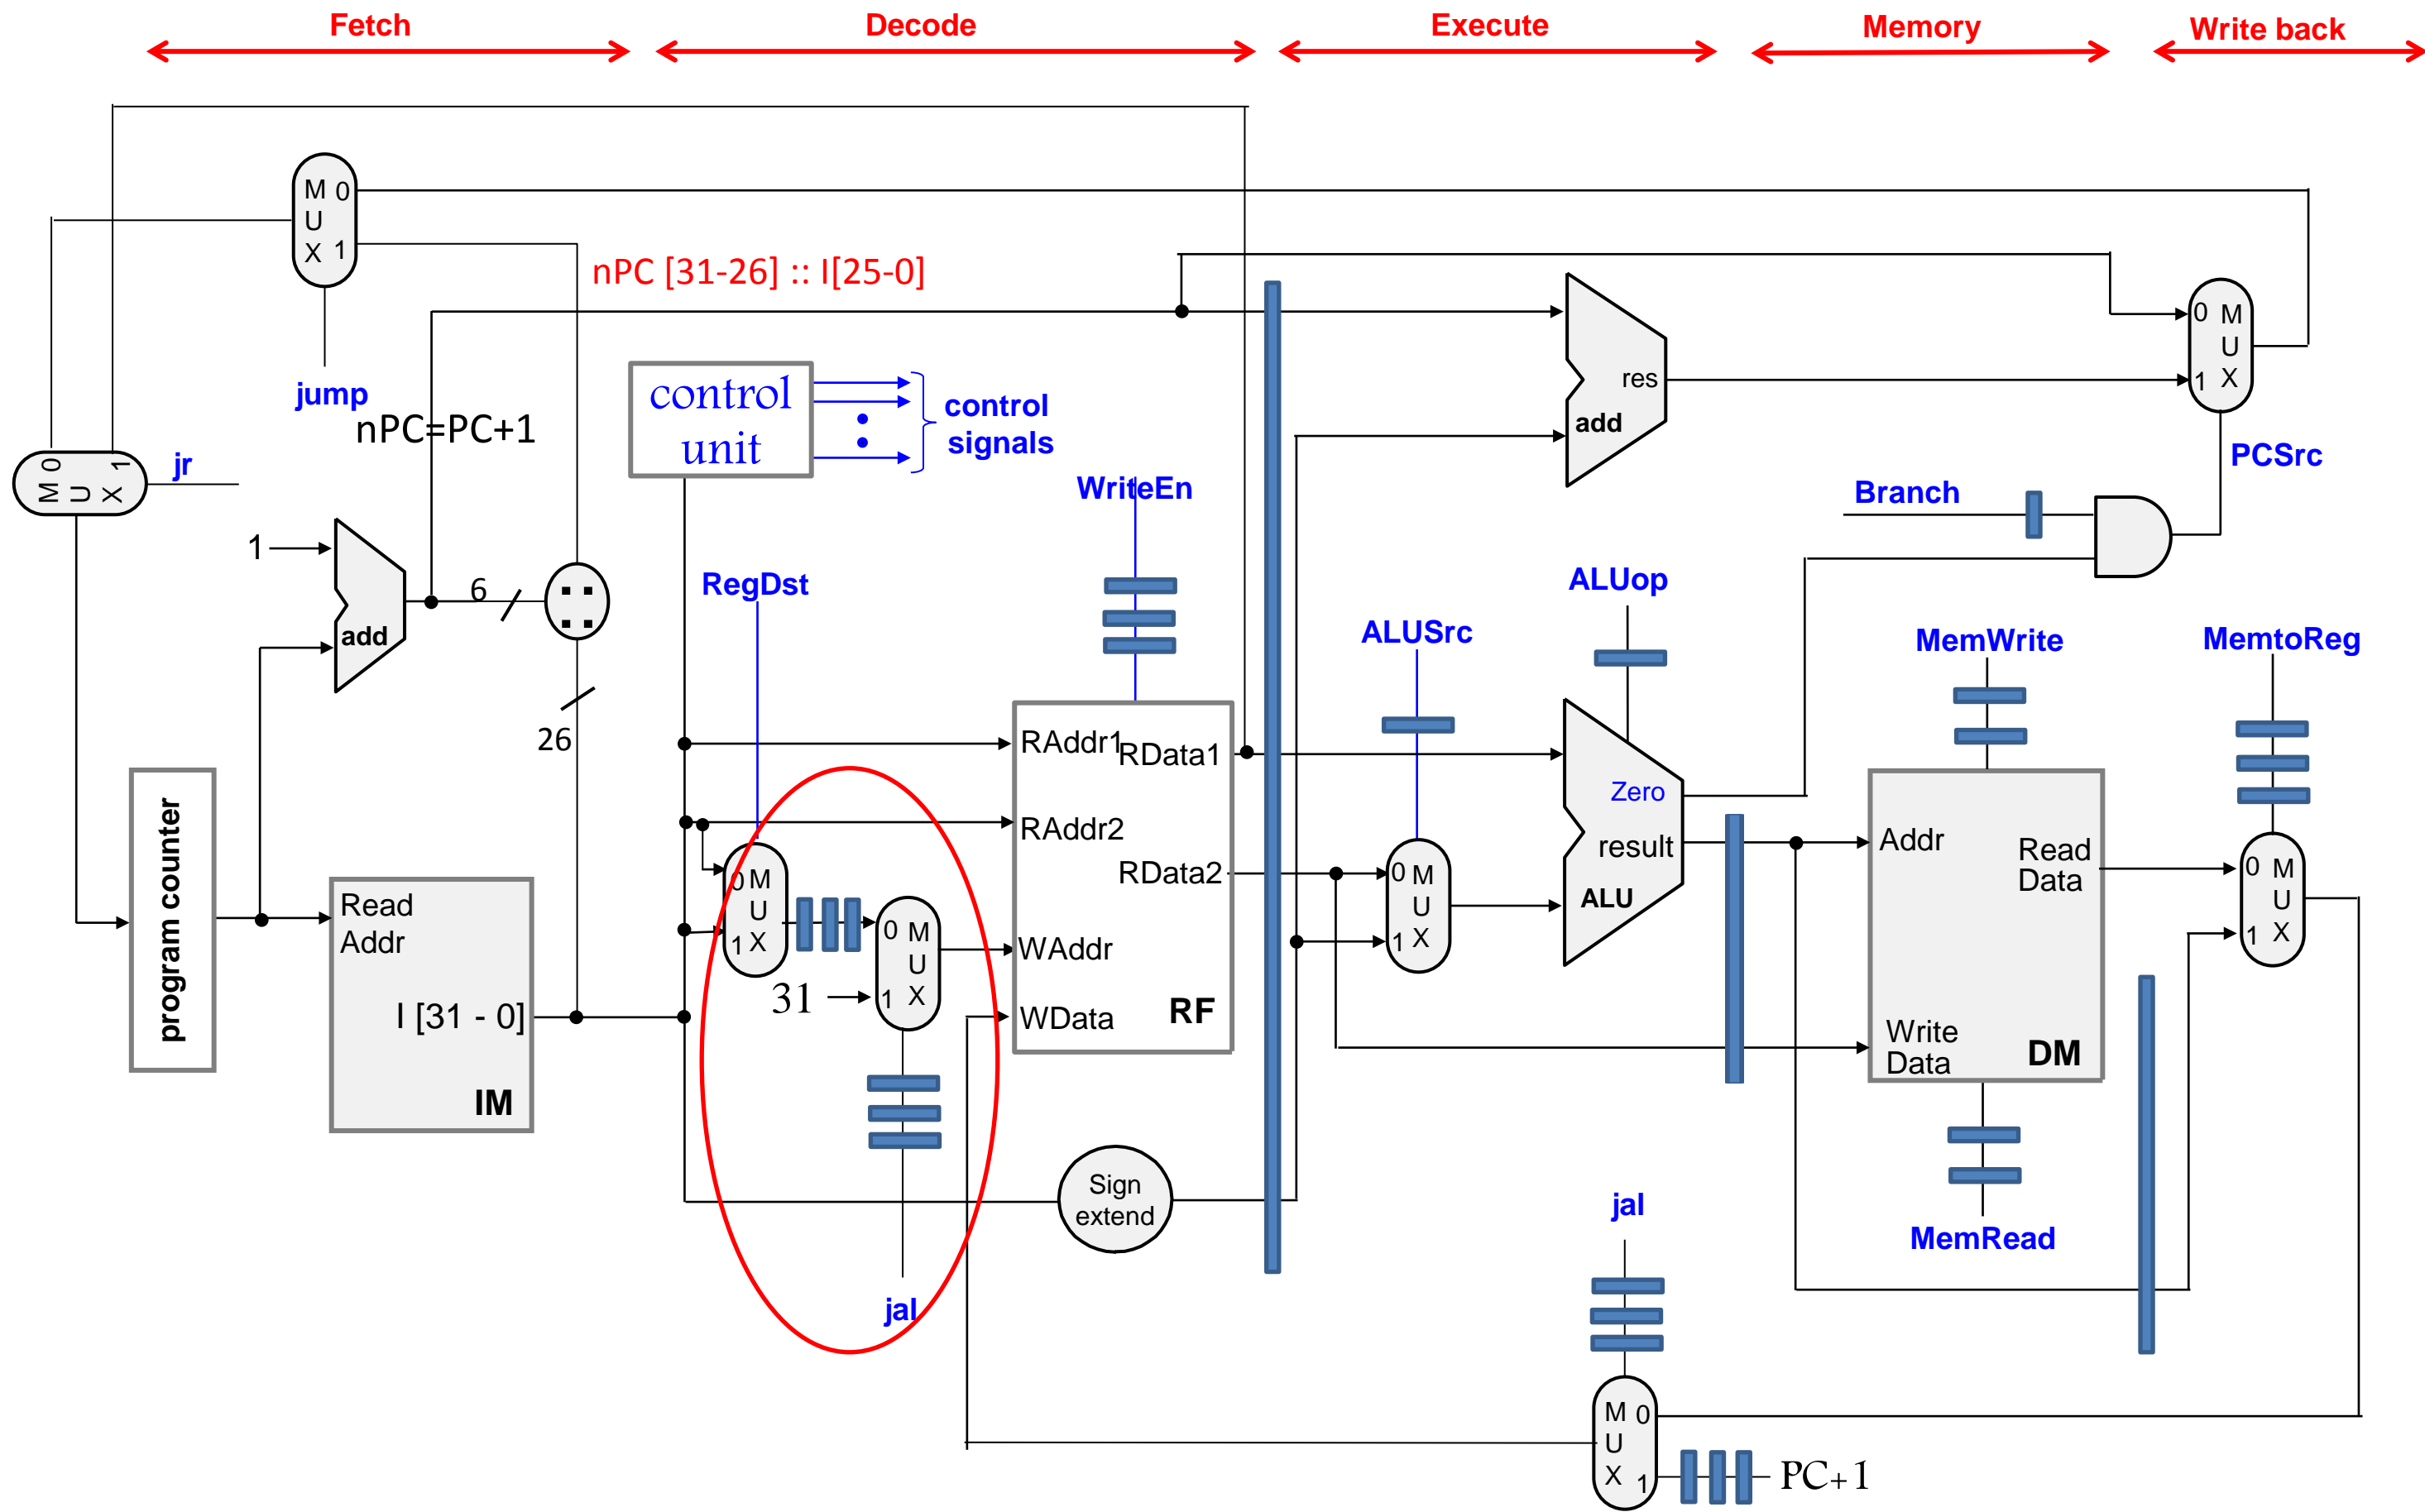 Fetch
Decode
Execute
Memory
Write back
M 0
U
X 1
jump
nPC [31-26] :: I[25-0]
nPC=PC+1
M 0
U
X 1
jr
control
unit
control
signals
WriteEn
res
add
0 M
U
1 X
PCSrc
Branch
1
add
6
26
RegDst
ALUSrc
ALUop
MemWrite
MemtoReg
program counter
Read
Addr
I [31 - 0]
IM
RAddr1
RData1
RAddr2
RData2
WAddr
WData
RF
0 M
U
1 X
31
0 M
U
1 X
jal
Sign
extend
0 M
U
1 X
Zero
result
ALU
Addr
Read
Data
Write
Data
DM
MemRead
0 M
U
1 X
jal
M 0
U
X 1
PC+1